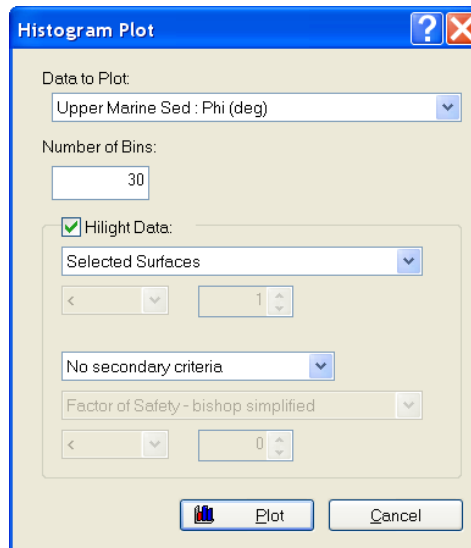 Histogram Plot
Data to Plot:
Upper Marine Sed : Phi (deg)
Number of Bins:
30
Hilight Data:
Selected Surfaces
< 1
No secondary criteria
Factor of Safety - bishop simplified
< 0
Plot Cancel